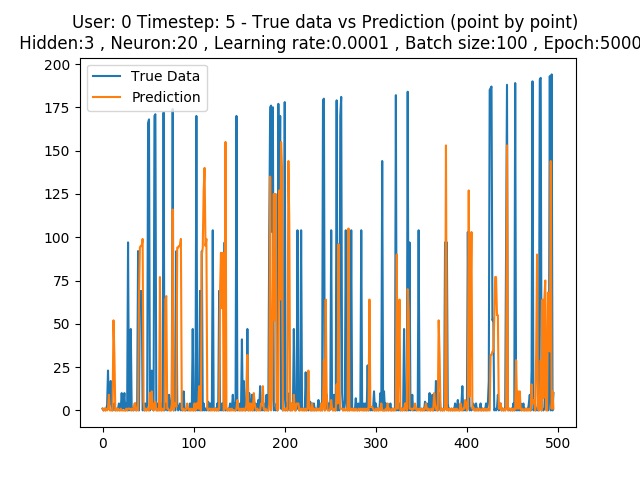 User: 0 Timestep: 5 - True data vs Prediction (point by point)
Hidden:3 , Neuron:20 , Learning rate:0.0001 , Batch size:100 , Epoch:5000
200
175
150
125
100
75
50
25
0
True Data
Prediction
0 100 200 300 400 500